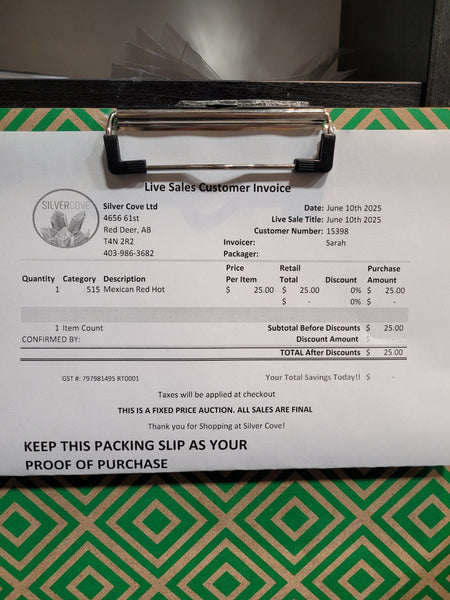 Live Sales Customer Invoice
SILVERCOVE
Silver Cove Ltd
4656 61st
Red Deer, AB
T4N 2R2
403-986-3682
Date: June 10th 2025
Live Sale Title: June 10th 2025
Customer Number: 15398
Invoicer: Sarah
Packager:
Quantity Category Description Price Per Item Retail Total Discount Purchase Amount
1 515 Mexican Red Hot $ 25.00 $ 25.00 0% $ 25.00
$ - 0% $ -
1 Item Count Subtotal Before Discounts $ 25.00
CONFIRMED BY: Discount Amount $ -
TOTAL After Discounts $ 25.00
GST #: 797981495 RT0001 Your Total Savings Today!! $ -
Taxes will be applied at checkout
THIS IS A FIXED PRICE AUCTION. ALL SALES ARE FINAL
Thank you for Shopping at Silver Cove!
KEEP THIS PACKING SLIP AS YOUR
PROOF OF PURCHASE